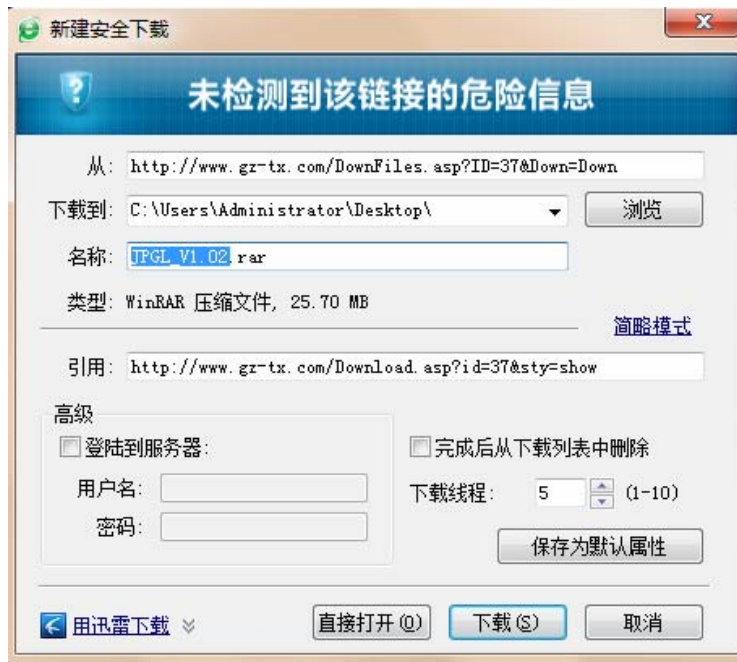 新建安全下载
未检测到该链接的危险信息
从: http://www.gz-tx.com/DownFiles.asp?ID=37&Down=Down
下载到: C:\Users\Administrator\Desktop\ 浏览
名称: JPGL_V1.02.rar
类型: WinRAR 压缩文件, 25.70 MB
简略模式
引用: http://www.gz-tx.com/Download.asp?id=37&sty=show
高级
登陆到服务器: 完成后从下载列表中删除
用户名: 下载线程: 5 (1-10)
密码:
保存为默认属性
用迅雷下载 直接打开(O) 下载(S) 取消